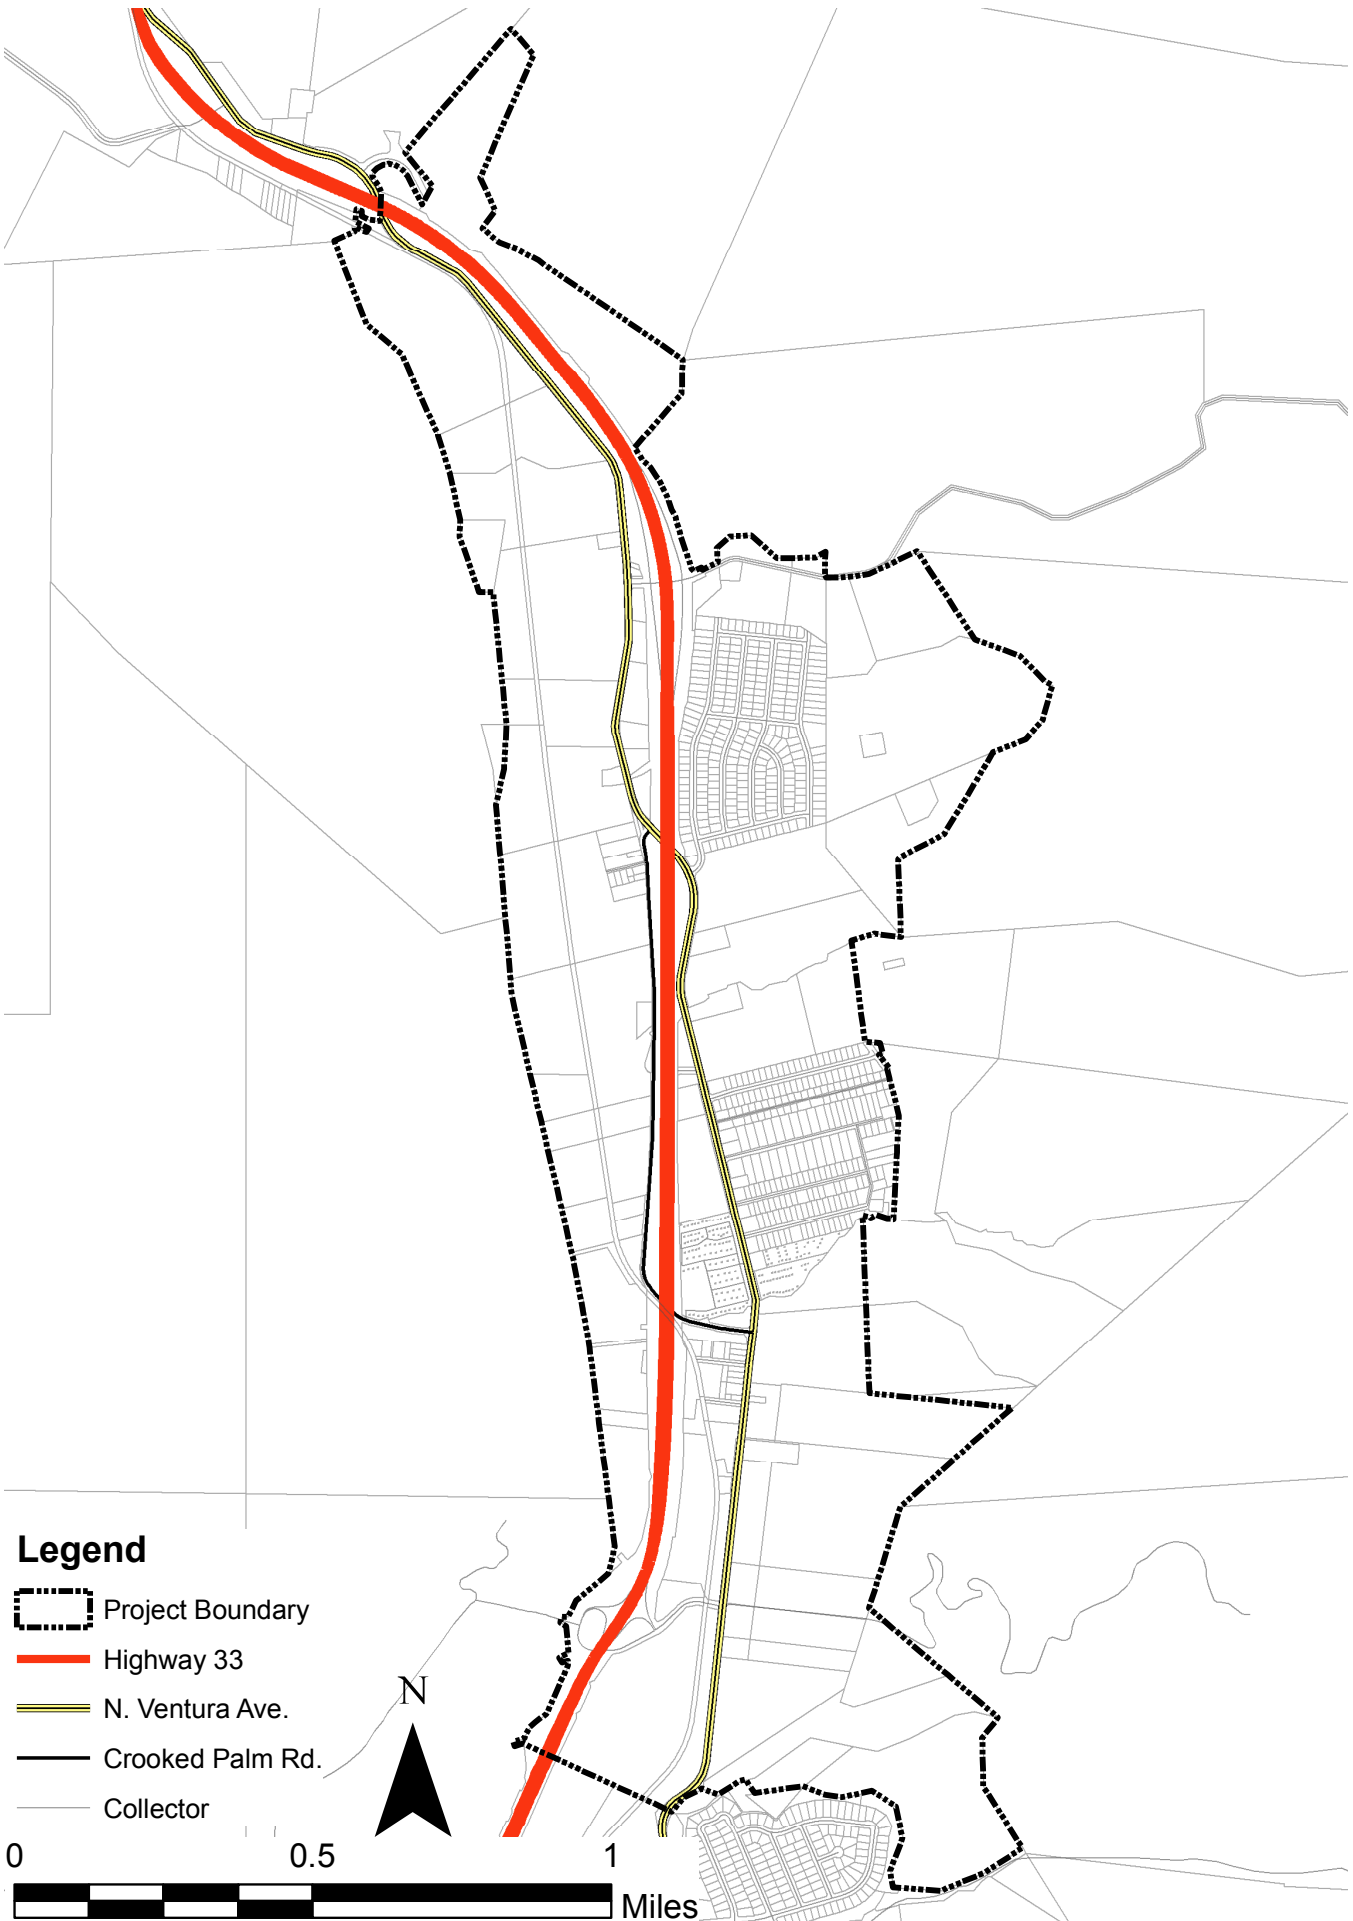 Legend
Project Boundary
Highway 33
N. Ventura Ave.
Crooked Palm Rd.
Collector
N
0 0.5 1
Miles